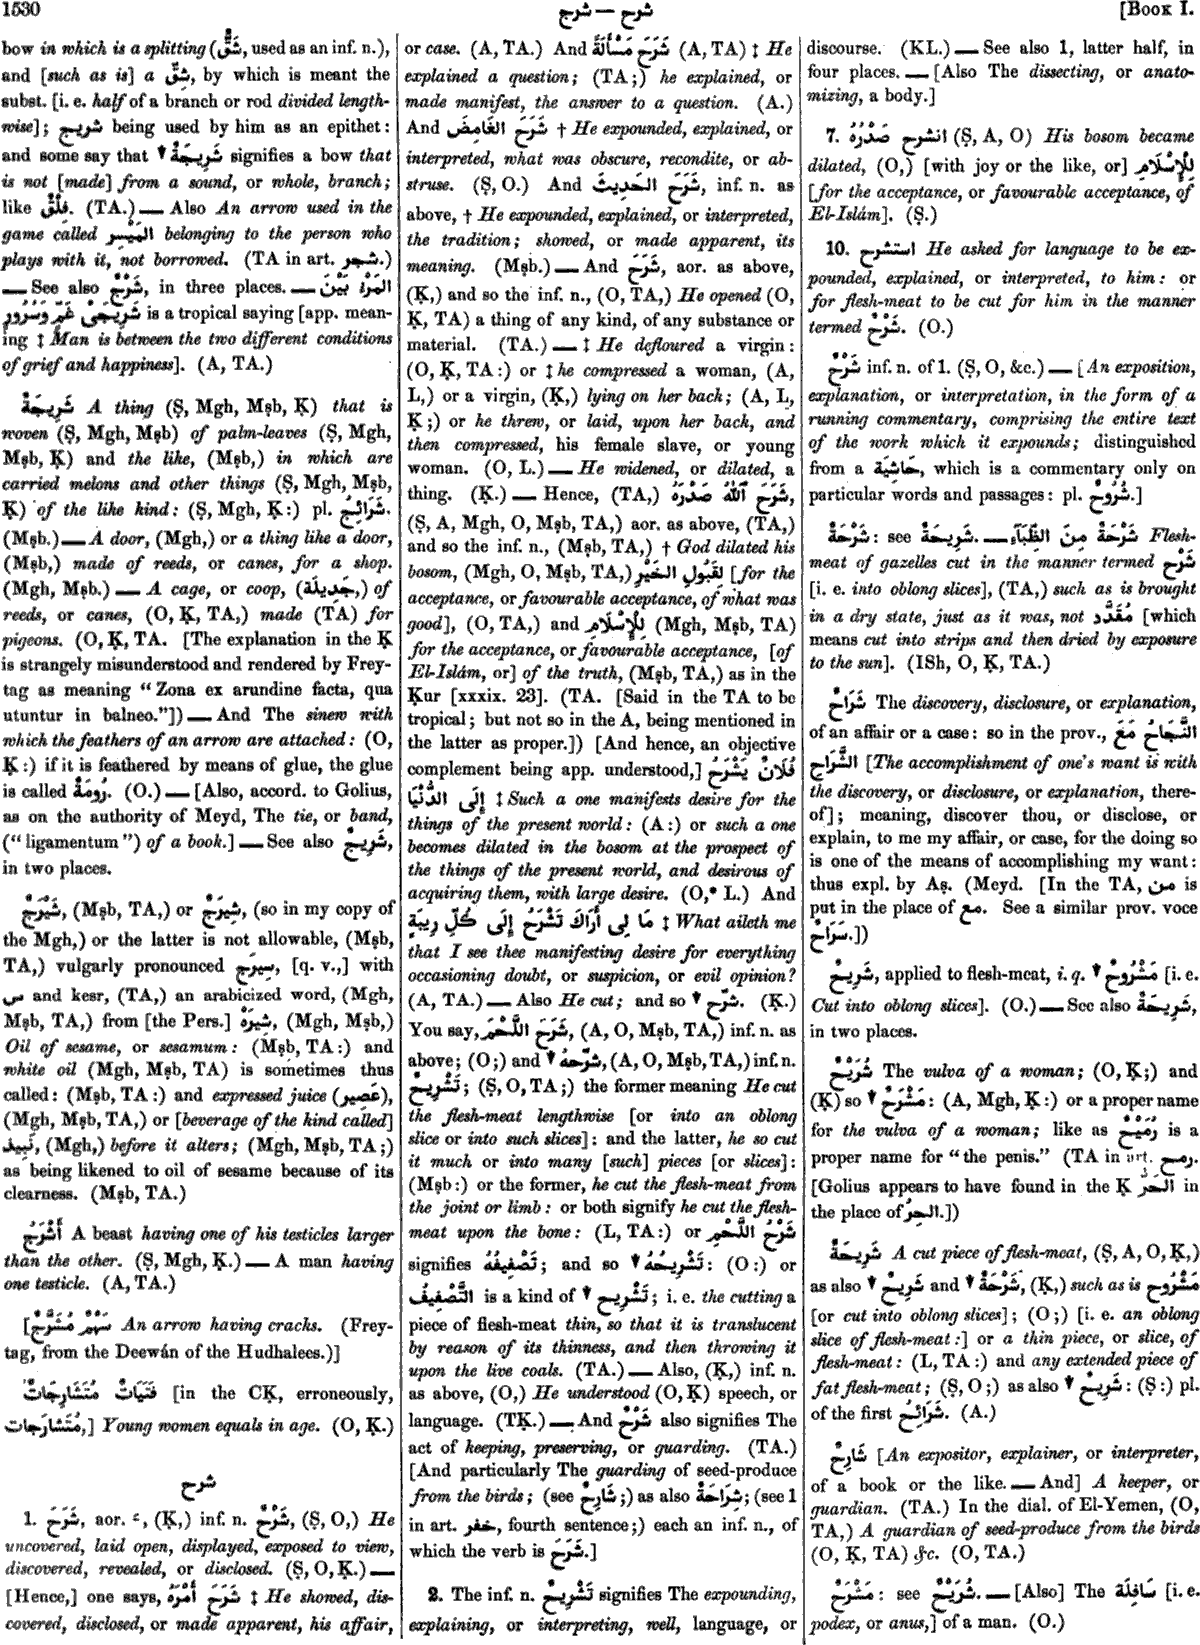 1530
شرح — شرج
[Book I.
bow in which is a splitting (شَقٌّ, used as an inf. n.),
and [such as is] a شِقّ, by which is meant the
subst. [i. e. half of a branch or rod divided length-
wise]; شريج being used by him as an epithet:
and some say that ▼ شَرِيجَةٌ signifies a bow that
is not [made] from a sound, or whole, branch;
like فِلْقٌ. (TA.) — Also An arrow used in the
game called المَيْسِر belonging to the person who
plays with it, not borrowed. (TA in art. شجر.)
— See also شَرْجٌ, in three places. — المَرْءُ بَيْنَ
شَرِيجَىْ غَمٍّ وَسُرُورٍ is a tropical saying [app. mean-
ing ‡ Man is between the two different conditions
of grief and happiness]. (A, TA.)
شَرِيجَةٌ A thing (Ṣ, Mgh, Mṣb, Ḳ) that is
woven (Ṣ, Mgh, Mṣb) of palm-leaves (Ṣ, Mgh,
Mṣb, Ḳ) and the like, (Mṣb,) in which are
carried melons and other things (Ṣ, Mgh, Mṣb,
Ḳ) of the like kind: (Ṣ, Mgh, Ḳ:) pl. شَرَائِجُ.
(Mṣb.) — A door, (Mgh,) or a thing like a door,
(Mṣb,) made of reeds, or canes, for a shop.
(Mgh, Mṣb.) — A cage, or coop, (جَدِيلَة,) of
reeds, or canes, (O, Ḳ, TA,) made (TA) for
pigeons. (O, Ḳ, TA. [The explanation in the Ḳ
is strangely misunderstood and rendered by Frey-
tag as meaning “Zona ex arundine facta, qua
utuntur in balneo.”]) — And The sinew with
which the feathers of an arrow are attached: (O,
Ḳ:) if it is feathered by means of glue, the glue
is called رُومَةٌ. (O.) — [Also, accord. to Golius,
as on the authority of Meyd, The tie, or band,
(“ligamentum”) of a book.] — See also شَرِيجٌ,
in two places.
شَيْرَجٌ, (Mṣb, TA,) or شِيرَجٌ, (so in my copy of
the Mgh,) or the latter is not allowable, (Mṣb,
TA,) vulgarly pronounced سِيرَج, [q. v.,] with
س and kesr, (TA,) an arabicized word, (Mgh,
Mṣb, TA,) from [the Pers.] شِيرَهْ, (Mgh, Mṣb,)
Oil of sesame, or sesamum: (Mṣb, TA:) and
white oil (Mgh, Mṣb, TA) is sometimes thus
called: (Mṣb, TA:) and expressed juice (عَصِير),
(Mgh, Mṣb, TA,) or [beverage of the kind called]
نَبِيذ, (Mgh,) before it alters; (Mgh, Mṣb, TA;)
as being likened to oil of sesame because of its
clearness. (Mṣb, TA.)
أَشْرَجُ A beast having one of his testicles larger
than the other. (Ṣ, Mgh, Ḳ.) — A man having
one testicle. (A, TA.)
[سَهْمٌ مُشَرَّجٌ An arrow having cracks. (Frey-
tag, from the Deewán of the Hudhalees.)]
فَتَيَاتٌ مُتَشَارِجَاتٌ [in the CḲ, erroneously,
مُتَشَارَجَات,] Young women equals in age. (O, Ḳ.)
شرح
1. شَرَحَ, aor. ـَ, (Ḳ,) inf. n. شَرْحٌ, (Ṣ, O,) He
uncovered, laid open, displayed, exposed to view,
discovered, revealed, or disclosed. (Ṣ, O, Ḳ.) —
[Hence,] one says, شَرَحَ أَمْرَهُ ‡ He showed, dis-
covered, disclosed, or made apparent, his affair,
or case. (A, TA.) And شَرَحَ مَسْأَلَةً (A, TA) ‡ He
explained a question; (TA;) he explained, or
made manifest, the answer to a question. (A.)
And شَرَحَ الغَامِضَ † He expounded, explained, or
interpreted, what was obscure, recondite, or ab-
struse. (Ṣ, O.) And شَرَحَ الحَدِيثَ, inf. n. as
above, † He expounded, explained, or interpreted,
the tradition; showed, or made apparent, its
meaning. (Mṣb.) — And شَرَحَ, aor. as above,
(Ḳ,) and so the inf. n., (O, TA,) He opened (O,
Ḳ, TA) a thing of any kind, of any substance or
material. (TA.) — ‡ He defloured a virgin:
(O, Ḳ, TA:) or ‡ he compressed a woman, (A,
L,) or a virgin, (Ḳ,) lying on her back; (A, L,
Ḳ;) or he threw, or laid, upon her back, and
then compressed, his female slave, or young
woman. (O, L.) — He widened, or dilated, a
thing. (Ḳ.) — Hence, (TA,) شَرَحَ ٱللّٰهُ صَدْرَهُ,
(Ṣ, A, Mgh, O, Mṣb, TA,) aor. as above, (TA,)
and so the inf. n., (Mṣb, TA,) † God dilated his
bosom, (Mgh, O, Mṣb, TA,) لِقَبُولِ الخَيْرِ [for the
acceptance, or favourable acceptance, of what was
good], (O, TA,) and لِلْإِسْلَامِ (Mgh, Mṣb, TA)
for the acceptance, or favourable acceptance, [of
El-Islám, or] of the truth, (Mṣb, TA,) as in the
Ḳur [xxxix. 23]. (TA. [Said in the TA to be
tropical; but not so in the A, being mentioned in
the latter as proper.]) [And hence, an objective
complement being app. understood,] فُلَانٌ يَشْرَحُ
إِلَى الدُّنْيَا ‡ Such a one manifests desire for the
things of the present world: (A:) or such a one
becomes dilated in the bosom at the prospect of
the things of the present world, and desirous of
acquiring them, with large desire. (O,* L.) And
مَا لِى أَرَاكَ تَشْرَحُ إِلَى كُلِّ رِيبَةٍ ‡ What aileth me
that I see thee manifesting desire for everything
occasioning doubt, or suspicion, or evil opinion?
(A, TA.) — Also He cut; and so ▼ شرّح. (Ḳ.)
You say, شَرَحَ اللَّحْمَ, (A, O, Mṣb, TA,) inf. n. as
above; (O;) and ▼ شرّحهُ, (A, O, Mṣb, TA,) inf. n.
تَشْرِيحٌ; (Ṣ, O, TA;) the former meaning He cut
the flesh-meat lengthwise [or into an oblong
slice or into such slices]: and the latter, he so cut
it much or into many [such] pieces [or slices]:
(Mṣb:) or the former, he cut the flesh-meat from
the joint or limb: or both signify he cut the flesh-
meat upon the bone: (L, TA:) or شَرْحُ اللَّحْمِ
signifies تَصْفِيفُهُ; and so ▼ تَشْرِيحُهُ: (O:) or
التَّصْفِيفُ is a kind of ▼ تَشْرِيح; i. e. the cutting a
piece of flesh-meat thin, so that it is translucent
by reason of its thinness, and then throwing it
upon the live coals. (TA.) — Also, (Ḳ,) inf. n.
as above, (O,) He understood (O, Ḳ) speech, or
language. (TḲ.) — And شَرْحٌ also signifies The
act of keeping, preserving, or guarding. (TA.)
[And particularly The guarding of seed-produce
from the birds; (see شَارِحٌ;) as also شَرَاحَةٌ; (see 1
in art. خفر, fourth sentence;) each an inf. n., of
which the verb is شَرَحَ.]
2. The inf. n. تَشْرِيحٌ signifies The expounding,
explaining, or interpreting, well, language, or
discourse. (KL.) — See also 1, latter half, in
four places. — [Also The dissecting, or anato-
mizing, a body.]
7. انشرح صَدْرُهُ (Ṣ, A, O) His bosom became
dilated, (O,) [with joy or the like, or] لِلْإِسْلَامِ
[for the acceptance, or favourable acceptance, of
El-Islám]. (Ṣ.)
10. استشرح He asked for language to be ex-
pounded, explained, or interpreted, to him: or
for flesh-meat to be cut for him in the manner
termed شَرْحٌ. (O.)
شَرْحٌ inf. n. of 1. (Ṣ, O, &c.) — [An exposition,
explanation, or interpretation, in the form of a
running commentary, comprising the entire text
of the work which it expounds; distinguished
from a حَاشِيَة, which is a commentary only on
particular words and passages: pl. شُرُوحٌ.]
شَرْحَةٌ: see شَرِيحَةٌ. — شَرْحَةٌ مِنَ الظِّبَآءِ Flesh-
meat of gazelles cut in the manner termed شَرْح
[i. e. into oblong slices], (TA,) such as is brought
in a dry state, just as it was, not مُقَدَّد [which
means cut into strips and then dried by exposure
to the sun]. (ISh, O, Ḳ, TA.)
شَرَاحٌ The discovery, disclosure, or explanation,
of an affair or a case: so in the prov., النَّجَاحُ مَعَ
الشَّرَاحِ [The accomplishment of one's want is with
the discovery, or disclosure, or explanation, there-
of]; meaning, discover thou, or disclose, or
explain, to me my affair, or case, for the doing so
is one of the means of accomplishing my want:
thus expl. by Aṣ. (Meyd. [In the TA, من is
put in the place of مع. See a similar prov. voce
سَرَاحٌ.])
شَرِيحٌ, applied to flesh-meat, i. q. ▼ مَشْرُوحٌ [i. e.
Cut into oblong slices]. (O.) — See also شَرِيحَةٌ,
in two places.
شُرَيْحٌ The vulva of a woman; (O, Ḳ;) and
(Ḳ) so ▼ مَشْرَحٌ: (A, Mgh, Ḳ:) or a proper name
for the vulva of a woman; like as رُمَيْحٌ is a
proper name for “the penis.” (TA in art. رمح.
[Golius appears to have found in the Ḳ الحَرّ in
the place of الحِرُ.])
شَرِيحَةٌ A cut piece of flesh-meat, (Ṣ, A, O, Ḳ,)
as also ▼ شَرِيحٌ and ▼ شَرْحَةٌ, (Ḳ,) such as is مَشْرُوح
[or cut into oblong slices]; (O;) [i. e. an oblong
slice of flesh-meat:] or a thin piece, or slice, of
flesh-meat: (L, TA:) and any extended piece of
fat flesh-meat; (Ṣ, O;) as also ▼ شَرِيحٌ: (Ṣ:) pl.
of the first شَرَائِحُ. (A.)
شَارِحٌ [An expositor, explainer, or interpreter,
of a book or the like. — And] A keeper, or
guardian. (TA.) In the dial. of El-Yemen, (O,
TA,) A guardian of seed-produce from the birds
(O, Ḳ, TA) &c. (O, TA.)
مَشْرَحٌ: see شُرَيْحٌ. — [Also] The سَافِلَة [i. e.
podex, or anus,] of a man. (O.)